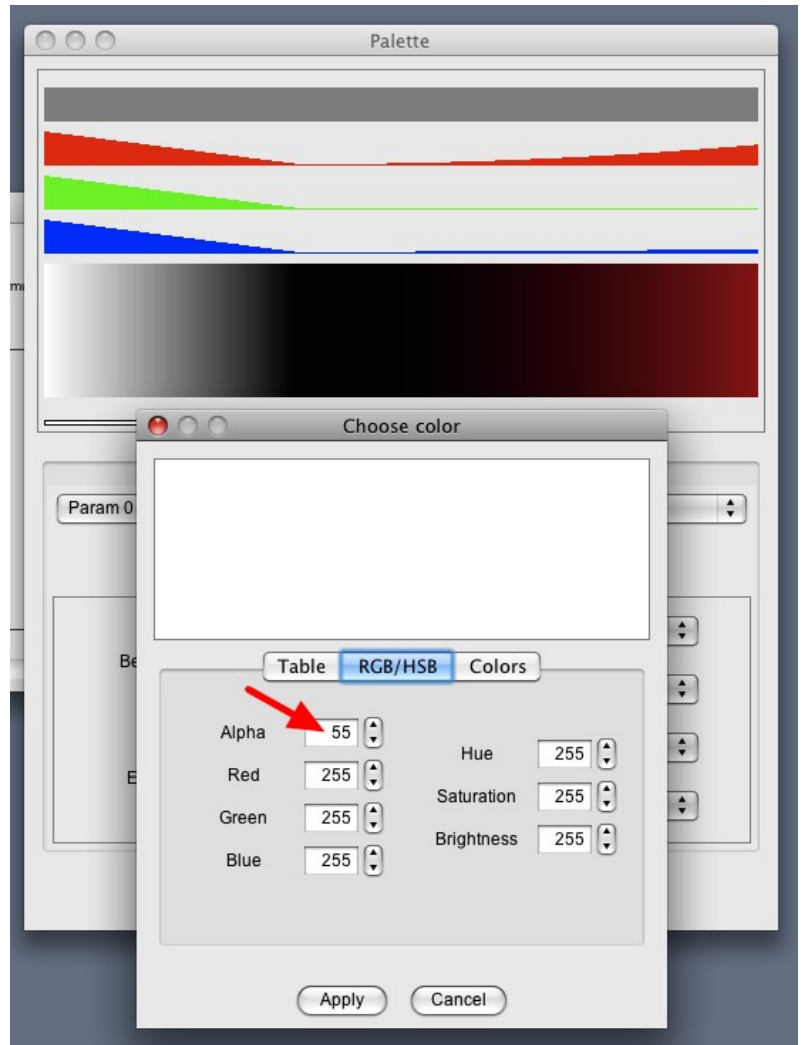 Palette
Choose color
Param 0
Table RGB/HSB Colors
Alpha 55
Hue 255
Red 255
Saturation 255
Green 255
Brightness 255
Blue 255
Apply Cancel